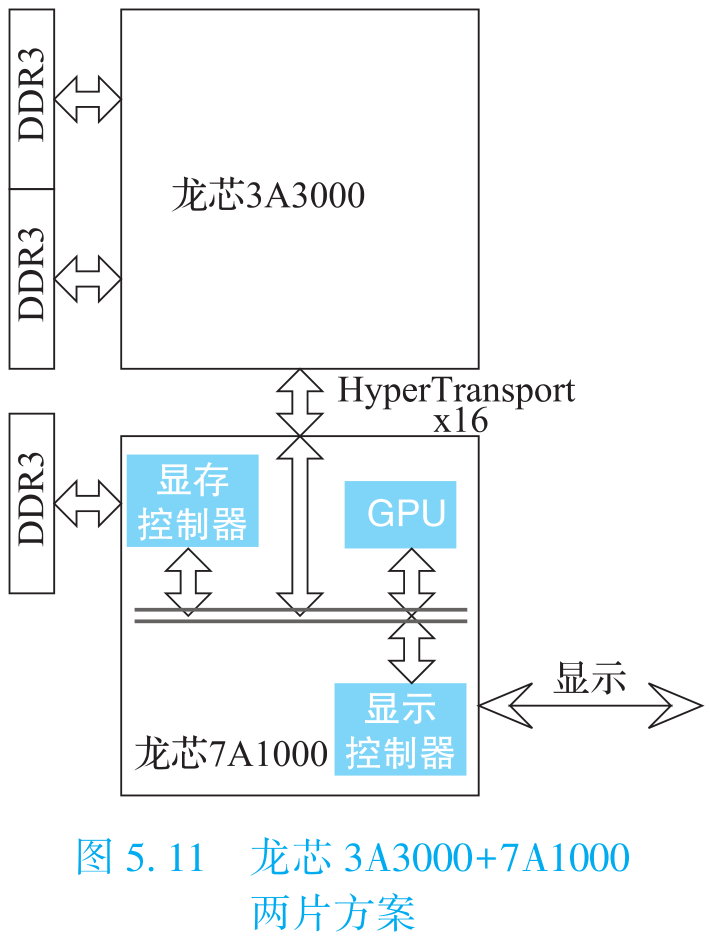 DDR3
龙芯3A3000
DDR3
HyperTransport
x16
DDR3
显存
控制器
GPU
显示
控制器
显示
龙芯7A1000
图 5.11 龙芯 3A3000+7A1000
两片方案